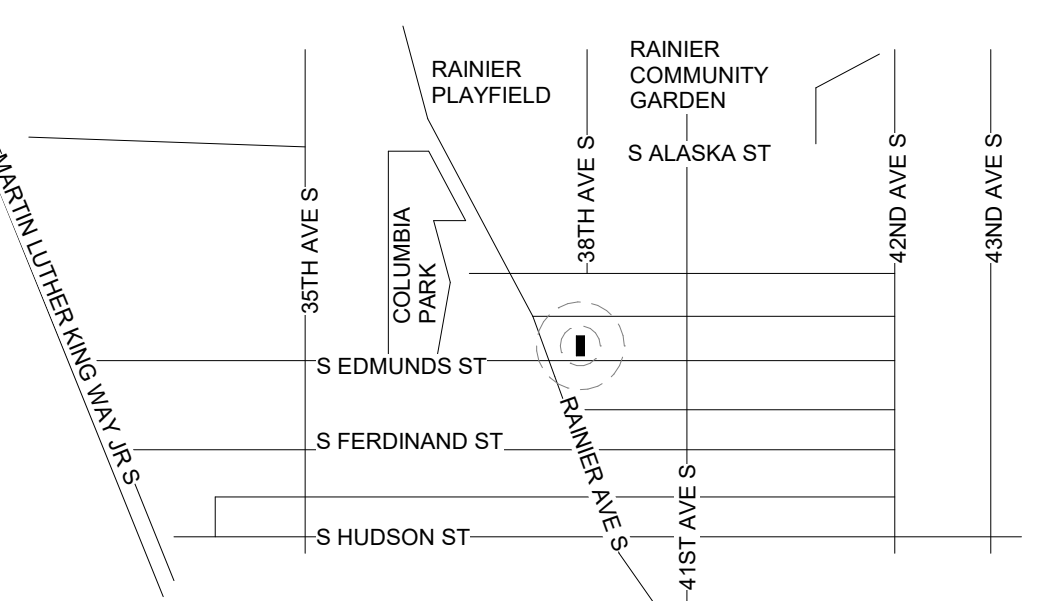 RAINIER
PLAYFIELD
RAINIER
COMMUNITY
GARDEN
S ALASKA ST
MARTIN LUTHER KING WAY JR S
35TH AVE S
COLUMBIA
PARK
38TH AVE S
42ND AVE S
43ND AVE S
S EDMUNDS ST
S FERDINAND ST
RAINIER AVE S
41ST AVE S
S HUDSON ST